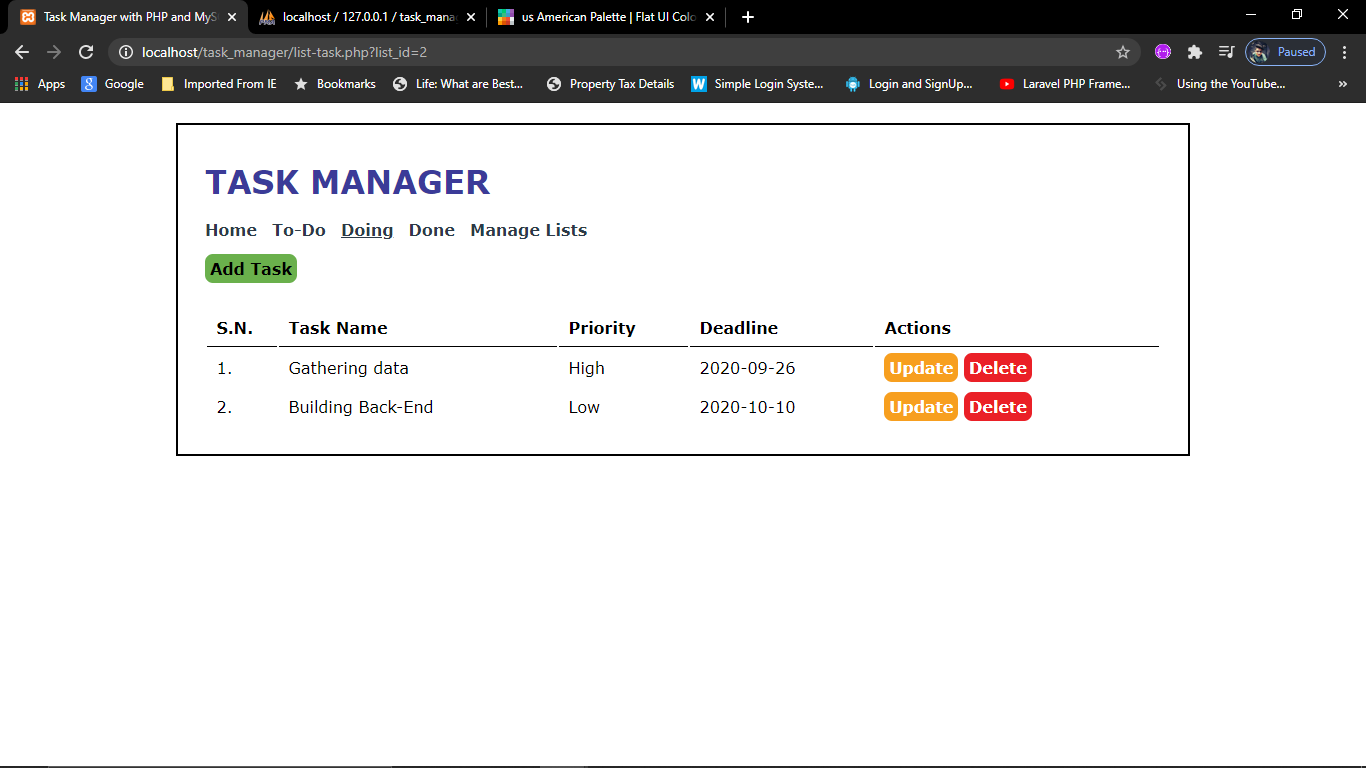 Task Manager with PHP and MyS
localhost / 127.0.0.1 / task_mana
us American Palette | Flat UI Colo
localhost/task_manager/list-task.php?list_id=2
Paused
Apps Google Imported From IE Bookmarks Life: What are Best... Property Tax Details Simple Login Syste... Login and SignUp... Laravel PHP Frame... Using the YouTube... »
TASK MANAGER
Home To-Do Doing Done Manage Lists
Add Task
S.N. Task Name Priority Deadline Actions
1. Gathering data High 2020-09-26 Update Delete
2. Building Back-End Low 2020-10-10 Update Delete